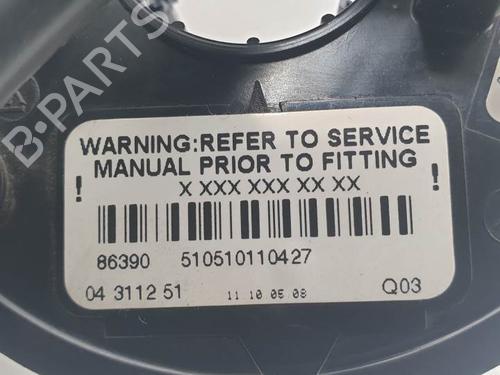 B-PARTS
WARNING:REFER TO SERVICE
MANUAL PRIOR TO FITTING
! X XXX XXX XX XX !
86390 510510110427
04 3112 51 11 10 05 08 Q03